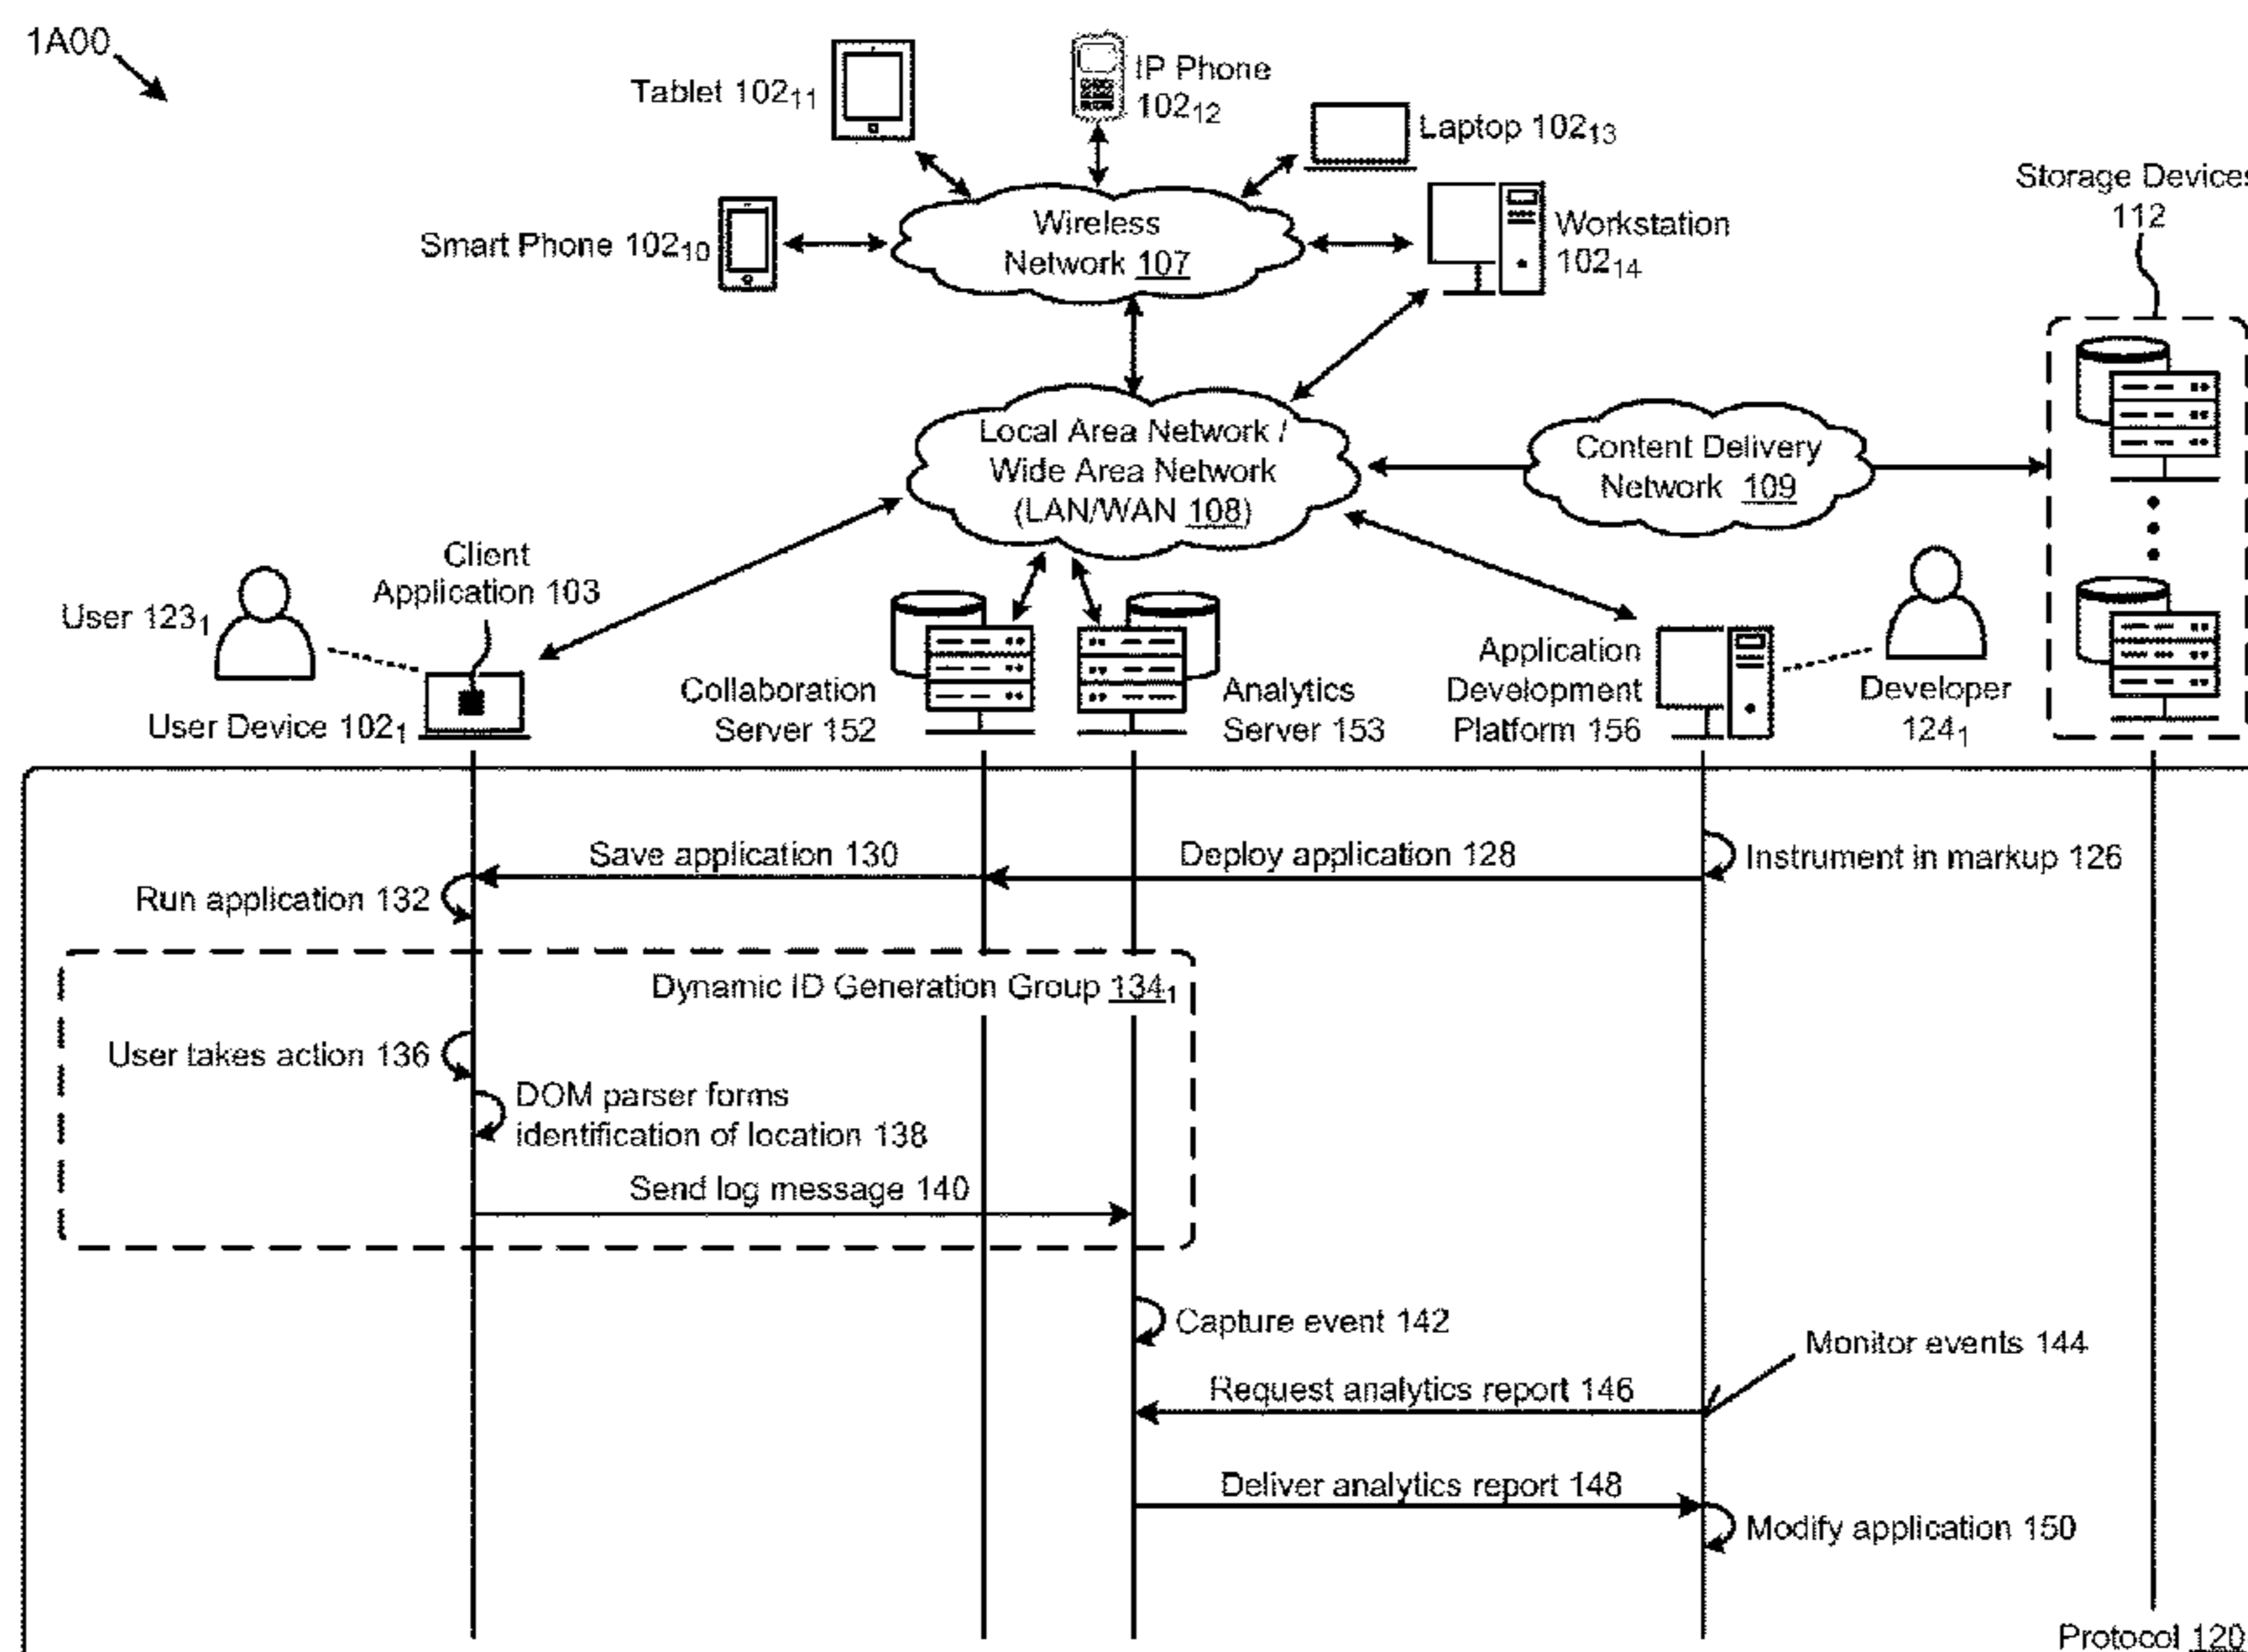 1A00
Tablet 102₁₁
IP Phone
102₁₂
Laptop 102₁₃
Storage Devices
112
Smart Phone 102₁₀
Wireless
Network 107
Workstation
102₁₄
Local Area Network /
Wide Area Network
(LAN/WAN 108)
Content Delivery
Network 109
Client
Application 103
User 123₁
User Device 102₁
Collaboration
Server 152
Analytics
Server 153
Application
Development
Platform 156
Developer
124₁
Save application 130
Deploy application 128
Instrument in markup 126
Run application 132
Dynamic ID Generation Group 134₁
User takes action 136
DOM parser forms
identification of location 138
Send log message 140
Capture event 142
Monitor events 144
Request analytics report 146
Deliver analytics report 148
Modify application 150
Protocol 120